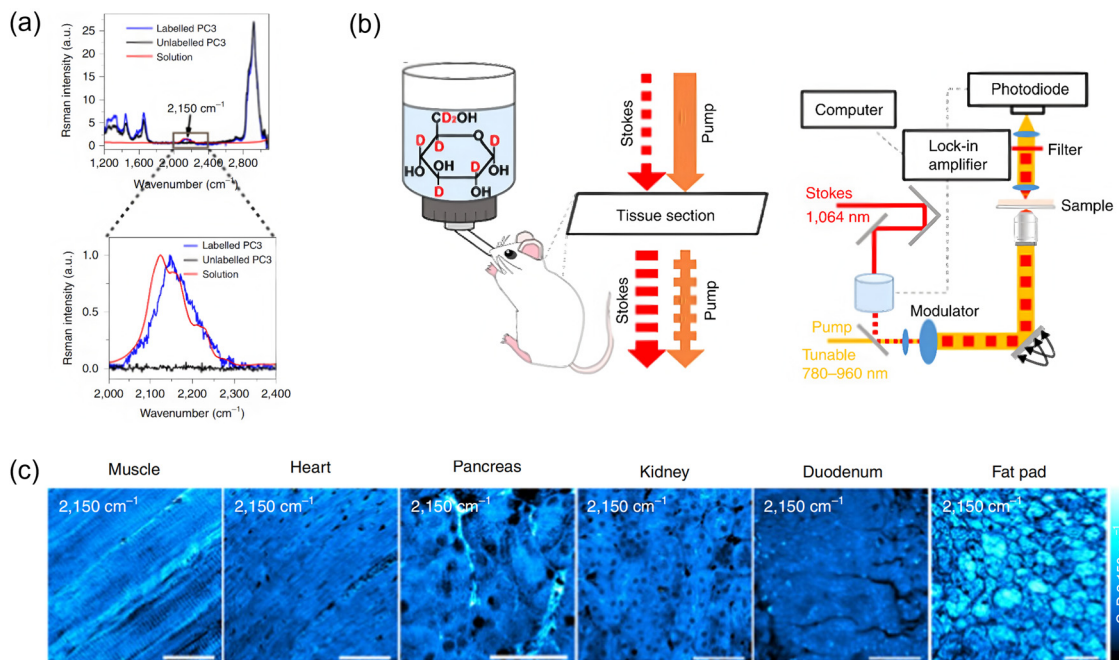 (a)
Rsman intensity (a.u.)
25
20
15
10
5
0
Labelled PC3
Unlabelled PC3
Solution
2,150 cm⁻¹
1,200 1,600 2,000 2,400 2,800
Wavenumber (cm⁻¹)
Rsman intensity (a.u.)
1.0
0.5
0.0
Labelled PC3
Unlabelled PC3
Solution
2,000 2,100 2,200 2,300 2,400
Wavenumber (cm⁻¹)
(b)
CD₂OH
D
O
D
D
D
HO
OH
D
OH
D
OH
Stokes
Pump
Tissue section
Stokes
Pump
Photodiode
Computer
Lock-in
amplifier
Filter
Stokes
1,064 nm
Sample
Modulator
Pump
Tunable
780–960 nm
(c)
Muscle
Heart
Pancreas
Kidney
Duodenum
Fat pad
2,150 cm⁻¹
2,150 cm⁻¹
2,150 cm⁻¹
2,150 cm⁻¹
2,150 cm⁻¹
2,150 cm⁻¹